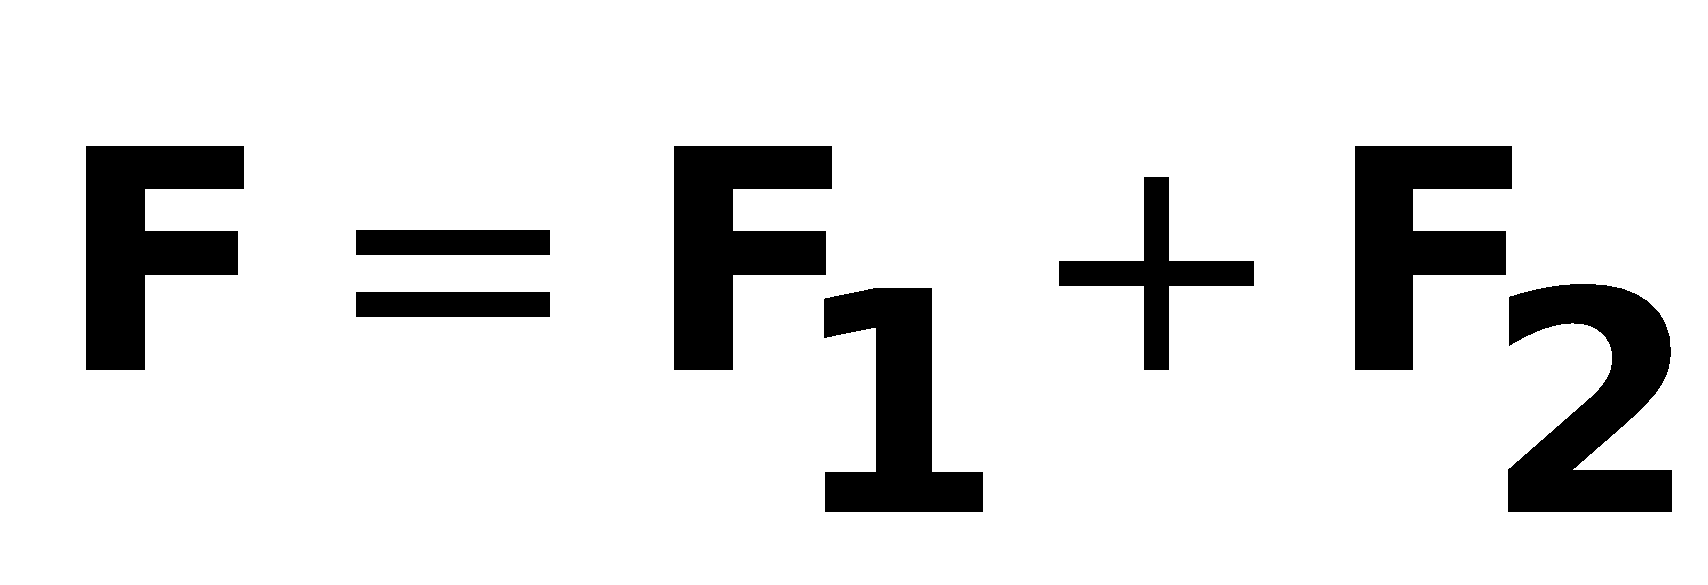 F = F₁ + F₂